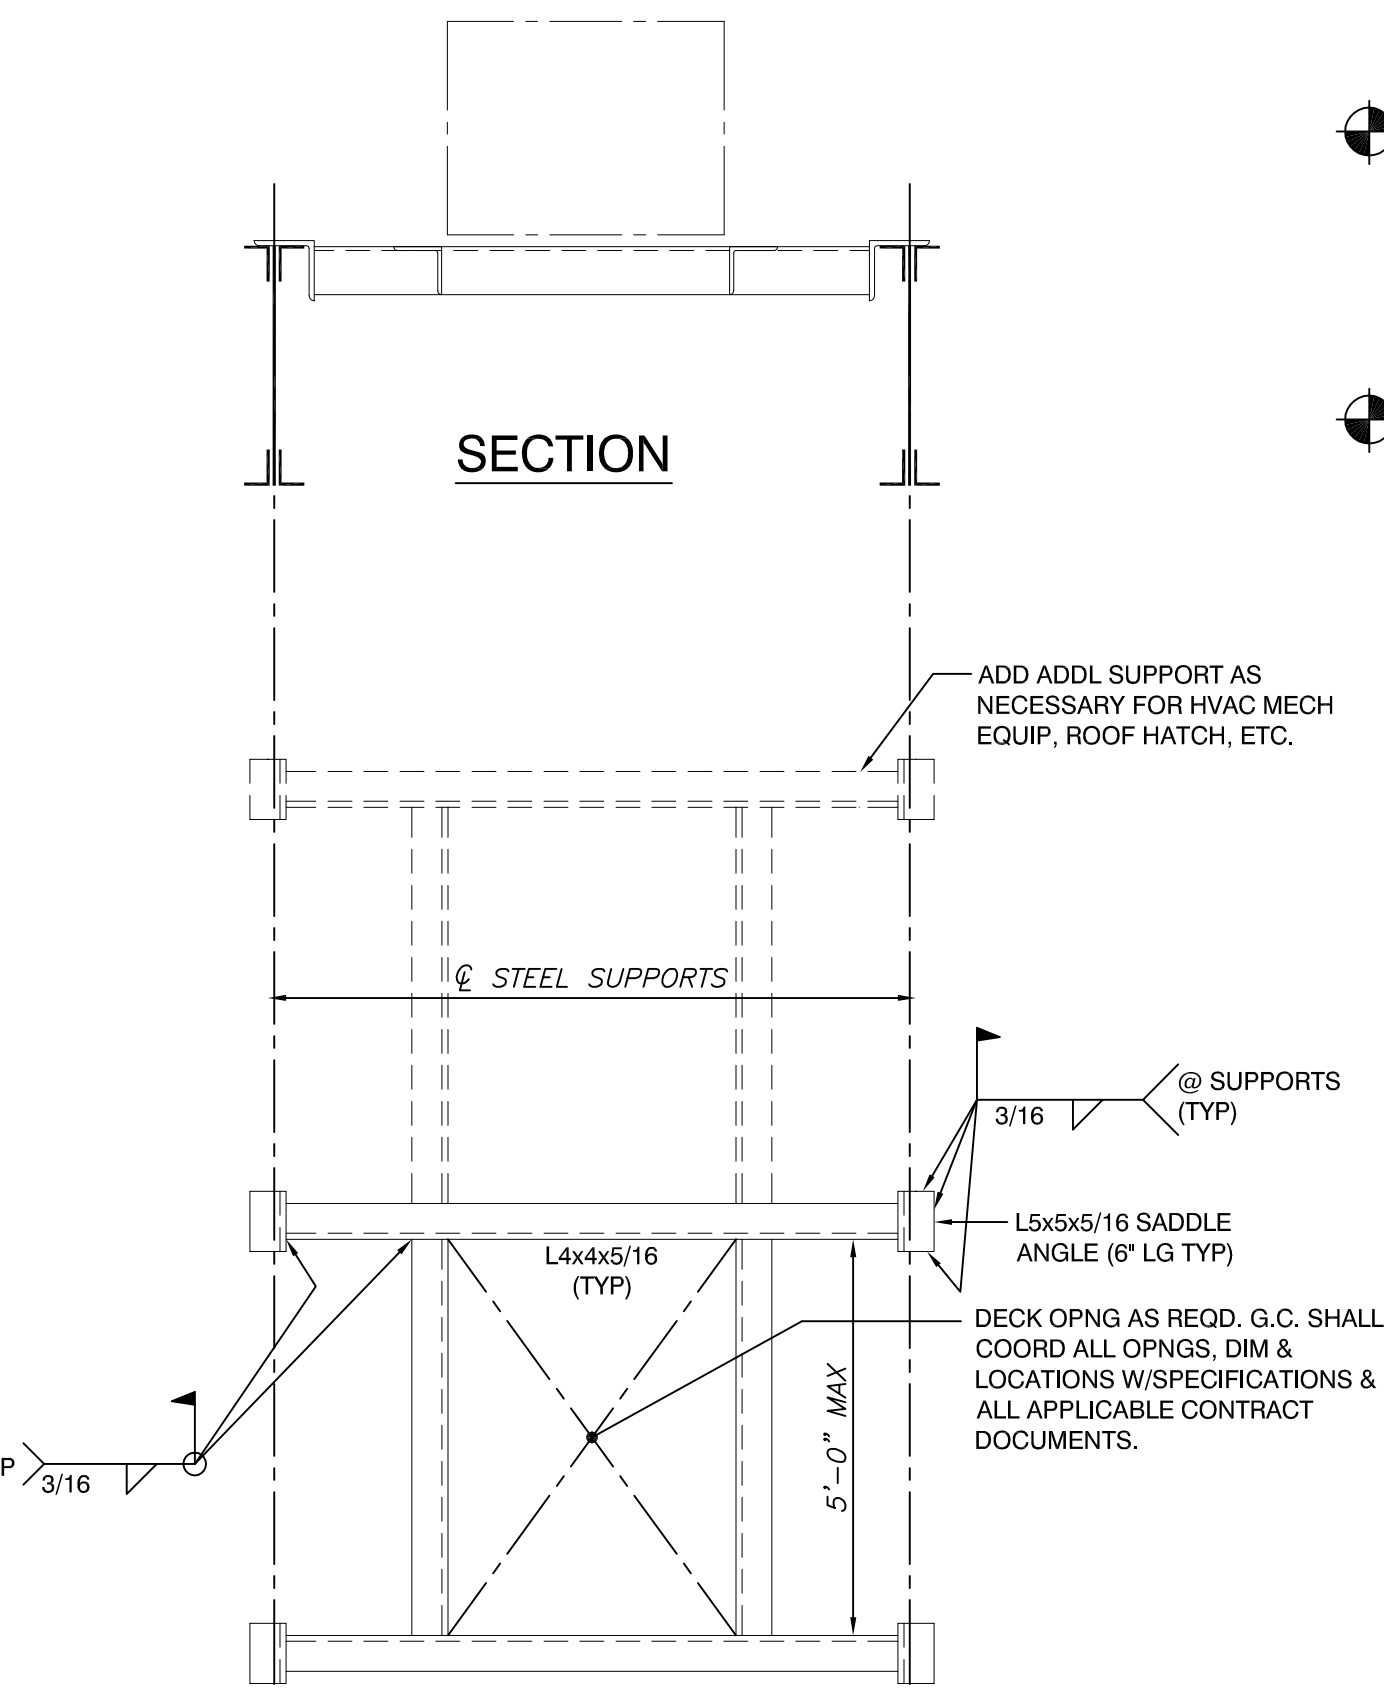 SECTION
ADD ADDL SUPPORT AS
NECESSARY FOR HVAC MECH
EQUIP, ROOF HATCH, ETC.
℄ STEEL SUPPORTS
@ SUPPORTS
(TYP)
3/16
L5x5x5/16 SADDLE
ANGLE (6" LG TYP)
L4x4x5/16
(TYP)
DECK OPNG AS REQD. G.C. SHALL
COORD ALL OPNGS, DIM &
LOCATIONS W/SPECIFICATIONS &
ALL APPLICABLE CONTRACT
DOCUMENTS.
5'-0" MAX
P
3/16